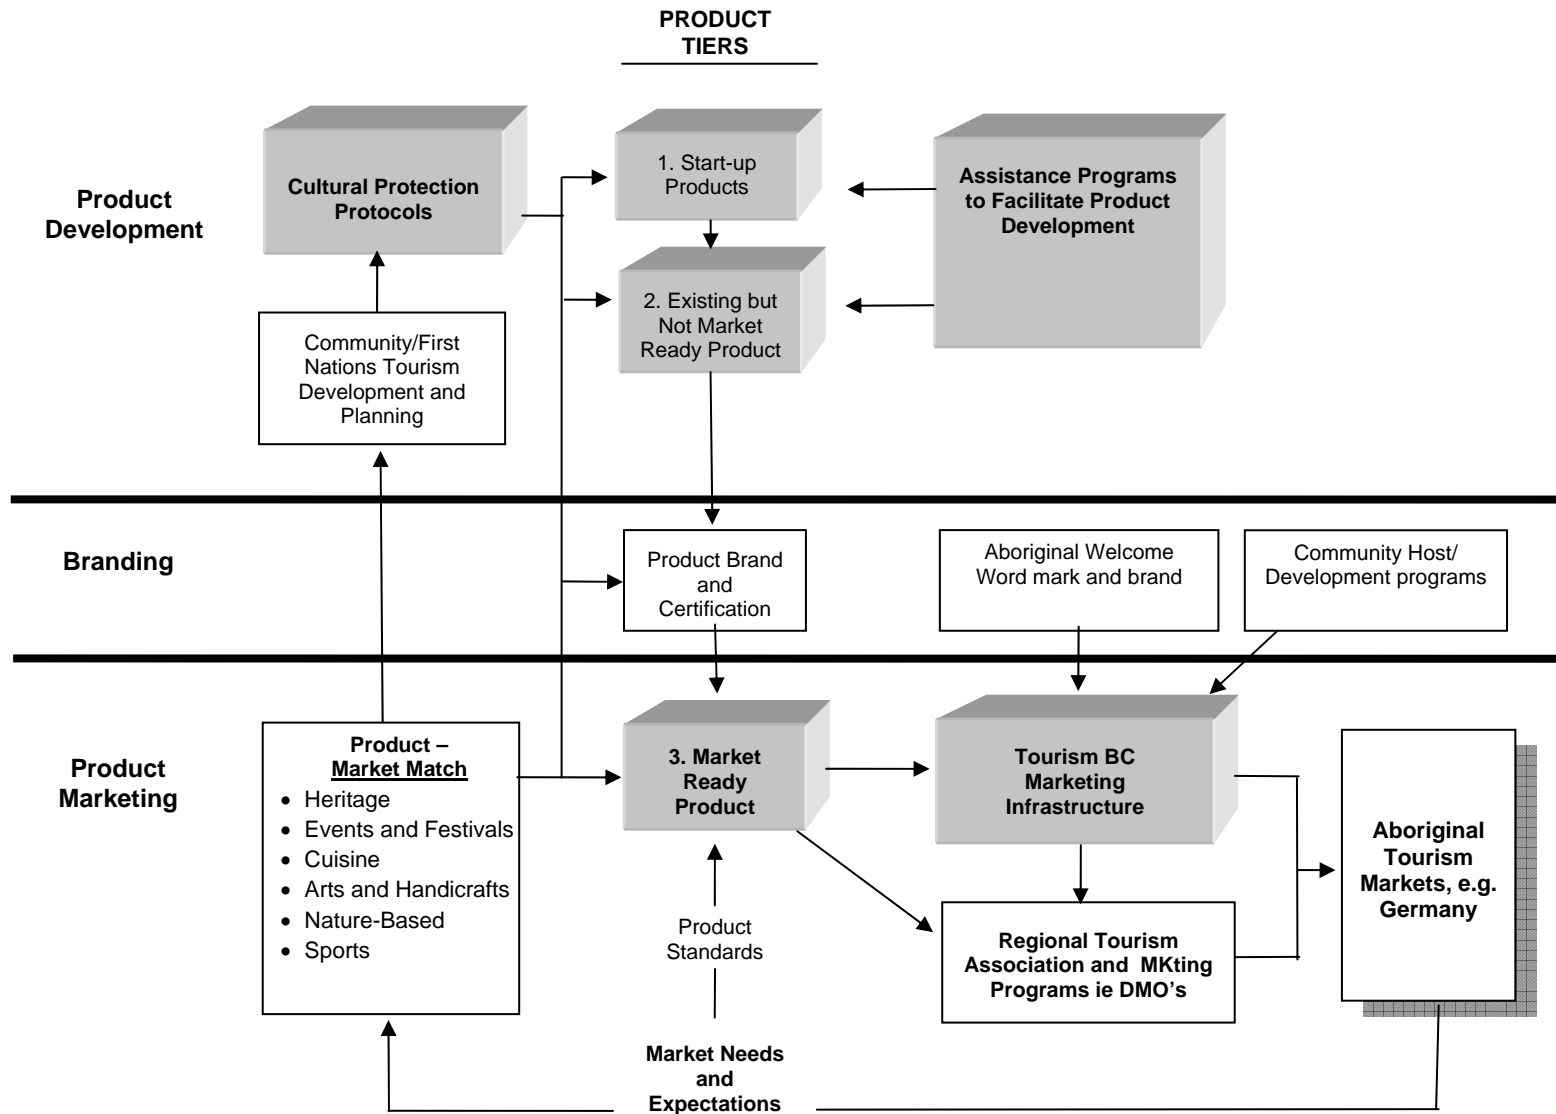 PRODUCT
TIERS
Product
Development
Cultural Protection
Protocols
1. Start-up
Products
Assistance Programs
to Facilitate Product
Development
2. Existing but
Not Market
Ready Product
Community/First
Nations Tourism
Development and
Planning
Branding
Product Brand
and
Certification
Aboriginal Welcome
Word mark and brand
Community Host/
Development programs
Product
Marketing
Product –
Market Match
• Heritage
• Events and Festivals
• Cuisine
• Arts and Handicrafts
• Nature-Based
• Sports
3. Market
Ready
Product
Tourism BC
Marketing
Infrastructure
Aboriginal
Tourism
Markets, e.g.
Germany
Product
Standards
Regional Tourism
Association and MKting
Programs ie DMO's
Market Needs
and
Expectations